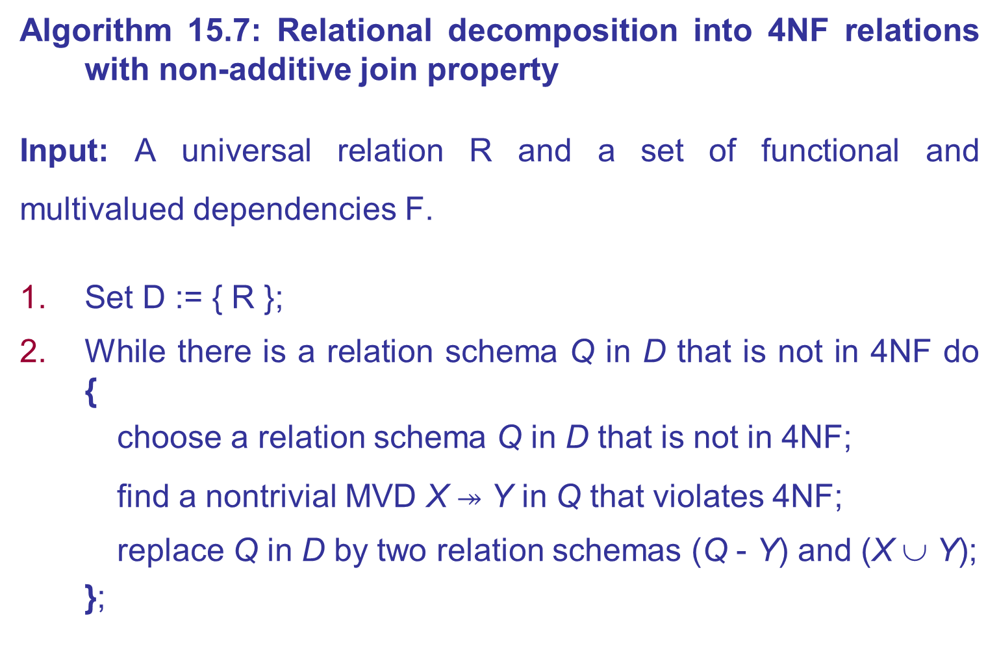 Algorithm 15.7: Relational decomposition into 4NF relations
with non-additive join property
Input: A universal relation R and a set of functional and
multivalued dependencies F.
1. Set D := { R };
2. While there is a relation schema Q in D that is not in 4NF do
{
choose a relation schema Q in D that is not in 4NF;
find a nontrivial MVD X ↠ Y in Q that violates 4NF;
replace Q in D by two relation schemas (Q - Y) and (X ∪ Y);
};